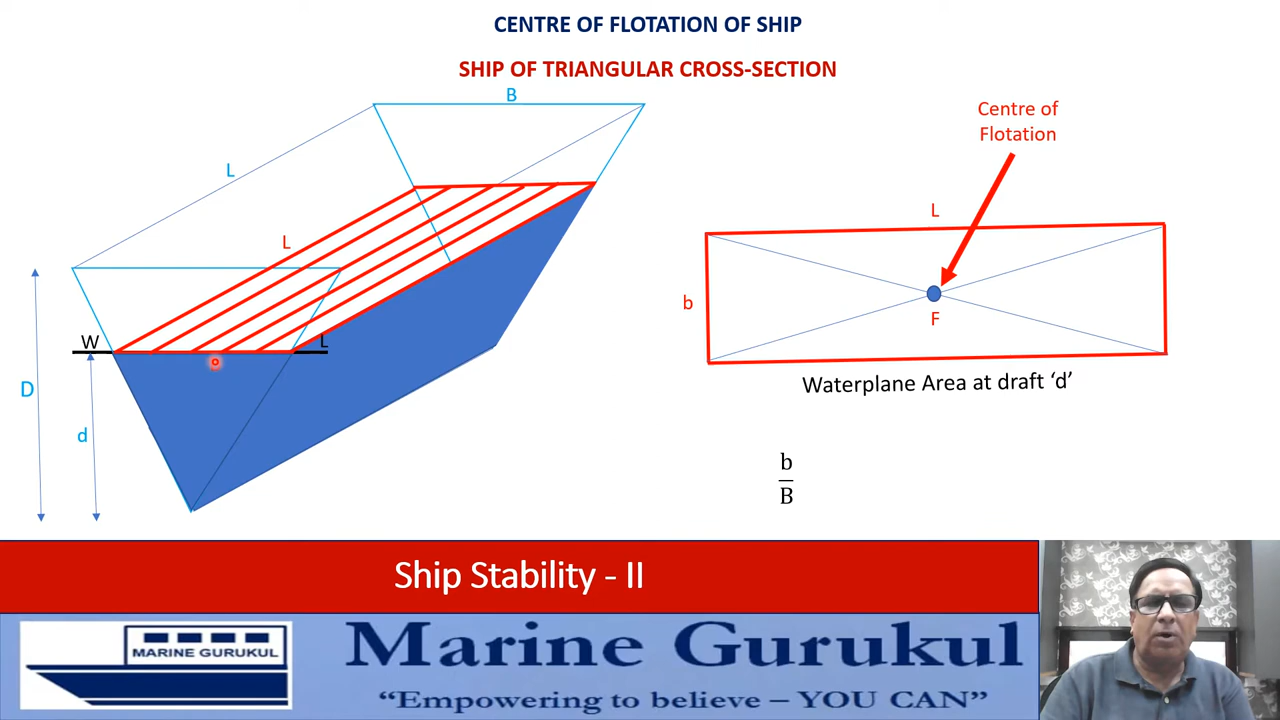 CENTRE OF FLOTATION OF SHIP
SHIP OF TRIANGULAR CROSS-SECTION
B
L
L
W
L
D
d
Centre of
Flotation
L
b
F
Waterplane Area at draft ‘d’
b
B
Ship Stability - II
MARINE GURUKUL
Marine Gurukul
“Empowering to believe – YOU CAN”